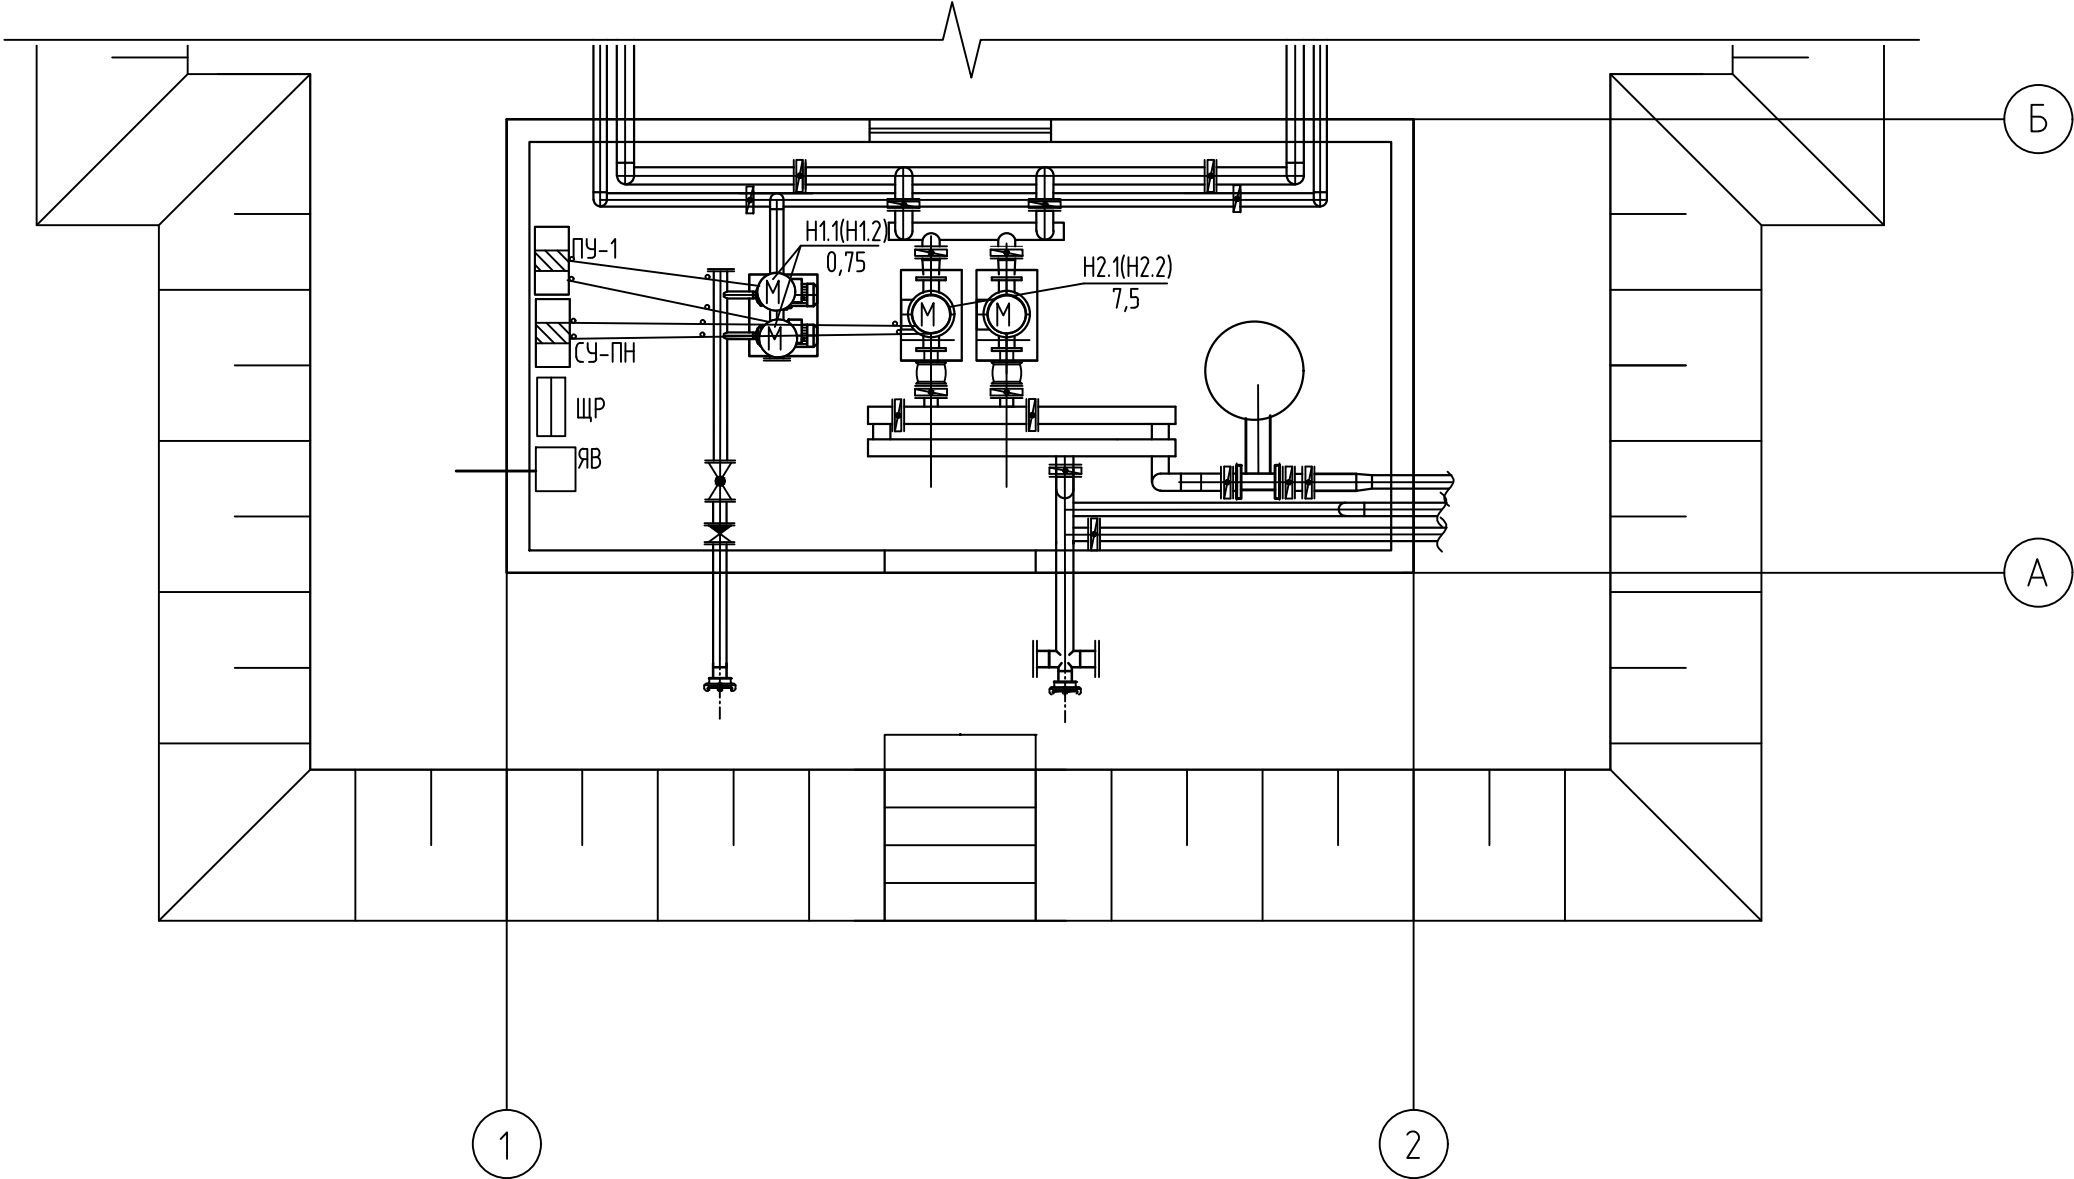 Б
Н1.1(Н1.2)
0,75
ПУ-1
Н2.1(Н2.2)
7,5
М
М
М
М
СУ-ПН
ЩР
ЯВ
А
1
2